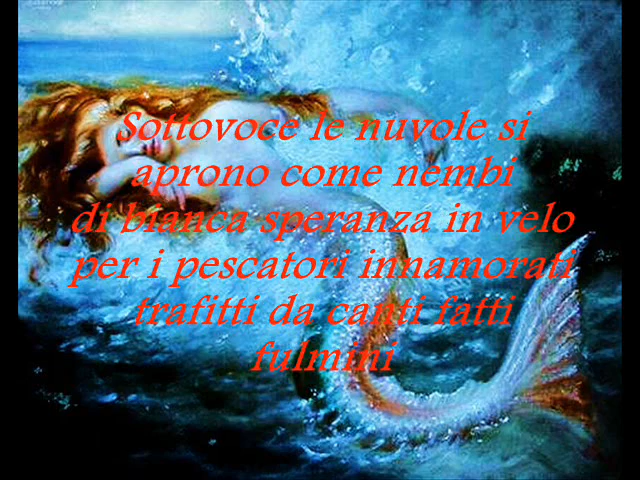 Sottovoce le nuvole si
aprono come nembi
di bianca speranza in velo
per i pescatori innamorati
trafitti da canti fatti
fulmini